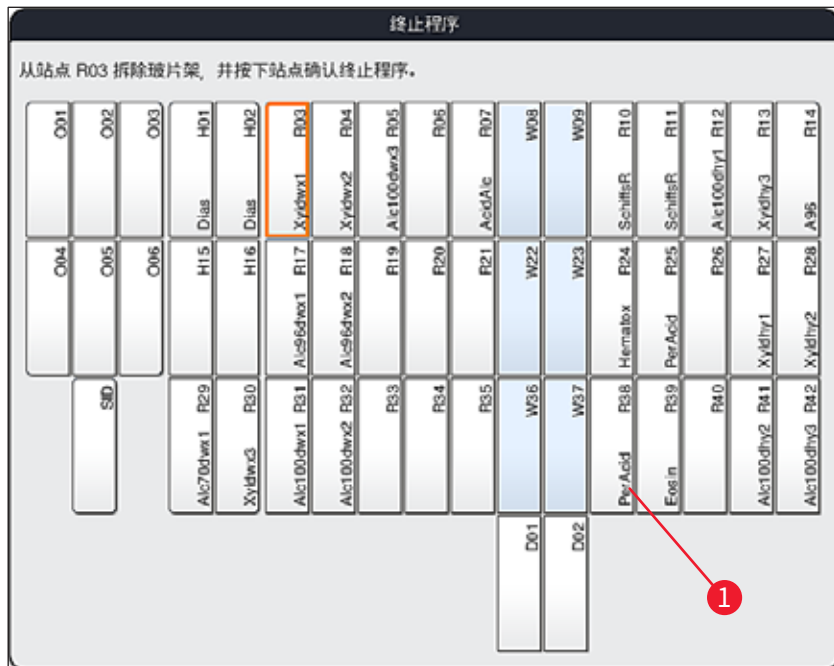 终止程序
从站点 R03 拆除玻片架，并按下站点确认终止程序。
O01
O02
O03
Dias H01
Dias H02
Xyldwx1 R03
Xyldwx2 R04
Alc100dwx3 R05
R06
AcidAlc R07
W08
W09
SchiffsR R10
SchiffsR R11
Alc100dhy1 R12
Xyldhy3 R13
A96 R14
O04
O05
O06
H15
H16
Alc96dwx1 R17
Alc96dwx2 R18
R19
R20
R21
W22
W23
Hematox R24
PerAcid R25
R26
Xyldhy1 R27
Xyldhy2 R28
SID
Alc70dwx1 R29
Xyldwx3 R30
Alc100dwx1 R31
Alc100dwx2 R32
R33
R34
R35
W36
W37
PerAcid R38
Eosin R39
R40
Alc100dhy2 R41
Alc100dhy3 R42
D01
D02
1